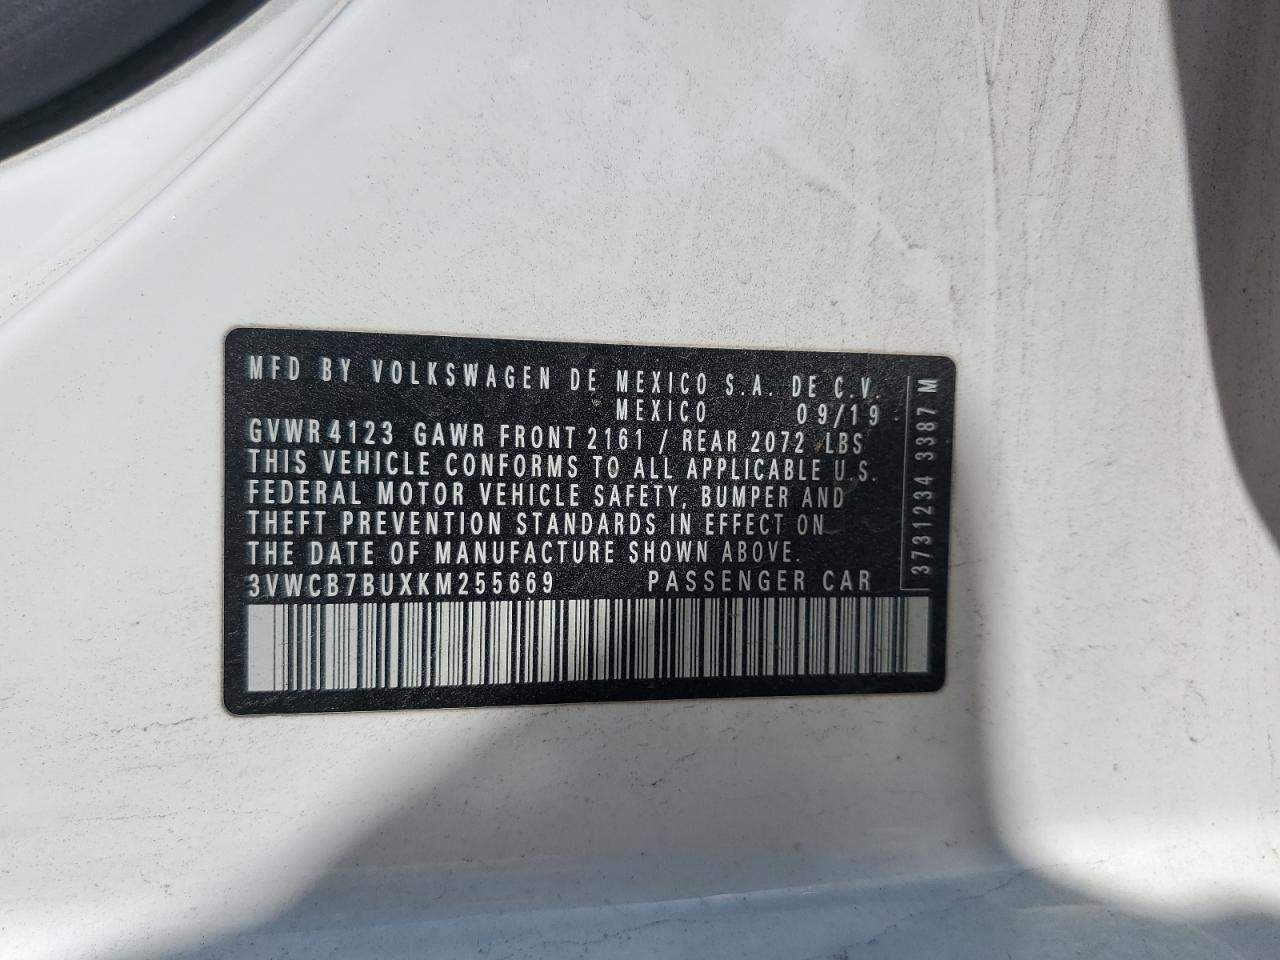 MFD BY VOLKSWAGEN DE MEXICO S.A. DE C.V.
MEXICO 09/19
GVWR 4123 GAWR FRONT 2161 / REAR 2072 LBS
THIS VEHICLE CONFORMS TO ALL APPLICABLE U.S.
FEDERAL MOTOR VEHICLE SAFETY, BUMPER AND
THEFT PREVENTION STANDARDS IN EFFECT ON
THE DATE OF MANUFACTURE SHOWN ABOVE.
3VWCB7BUXKM255669 PASSENGER CAR
3731234 3387 M